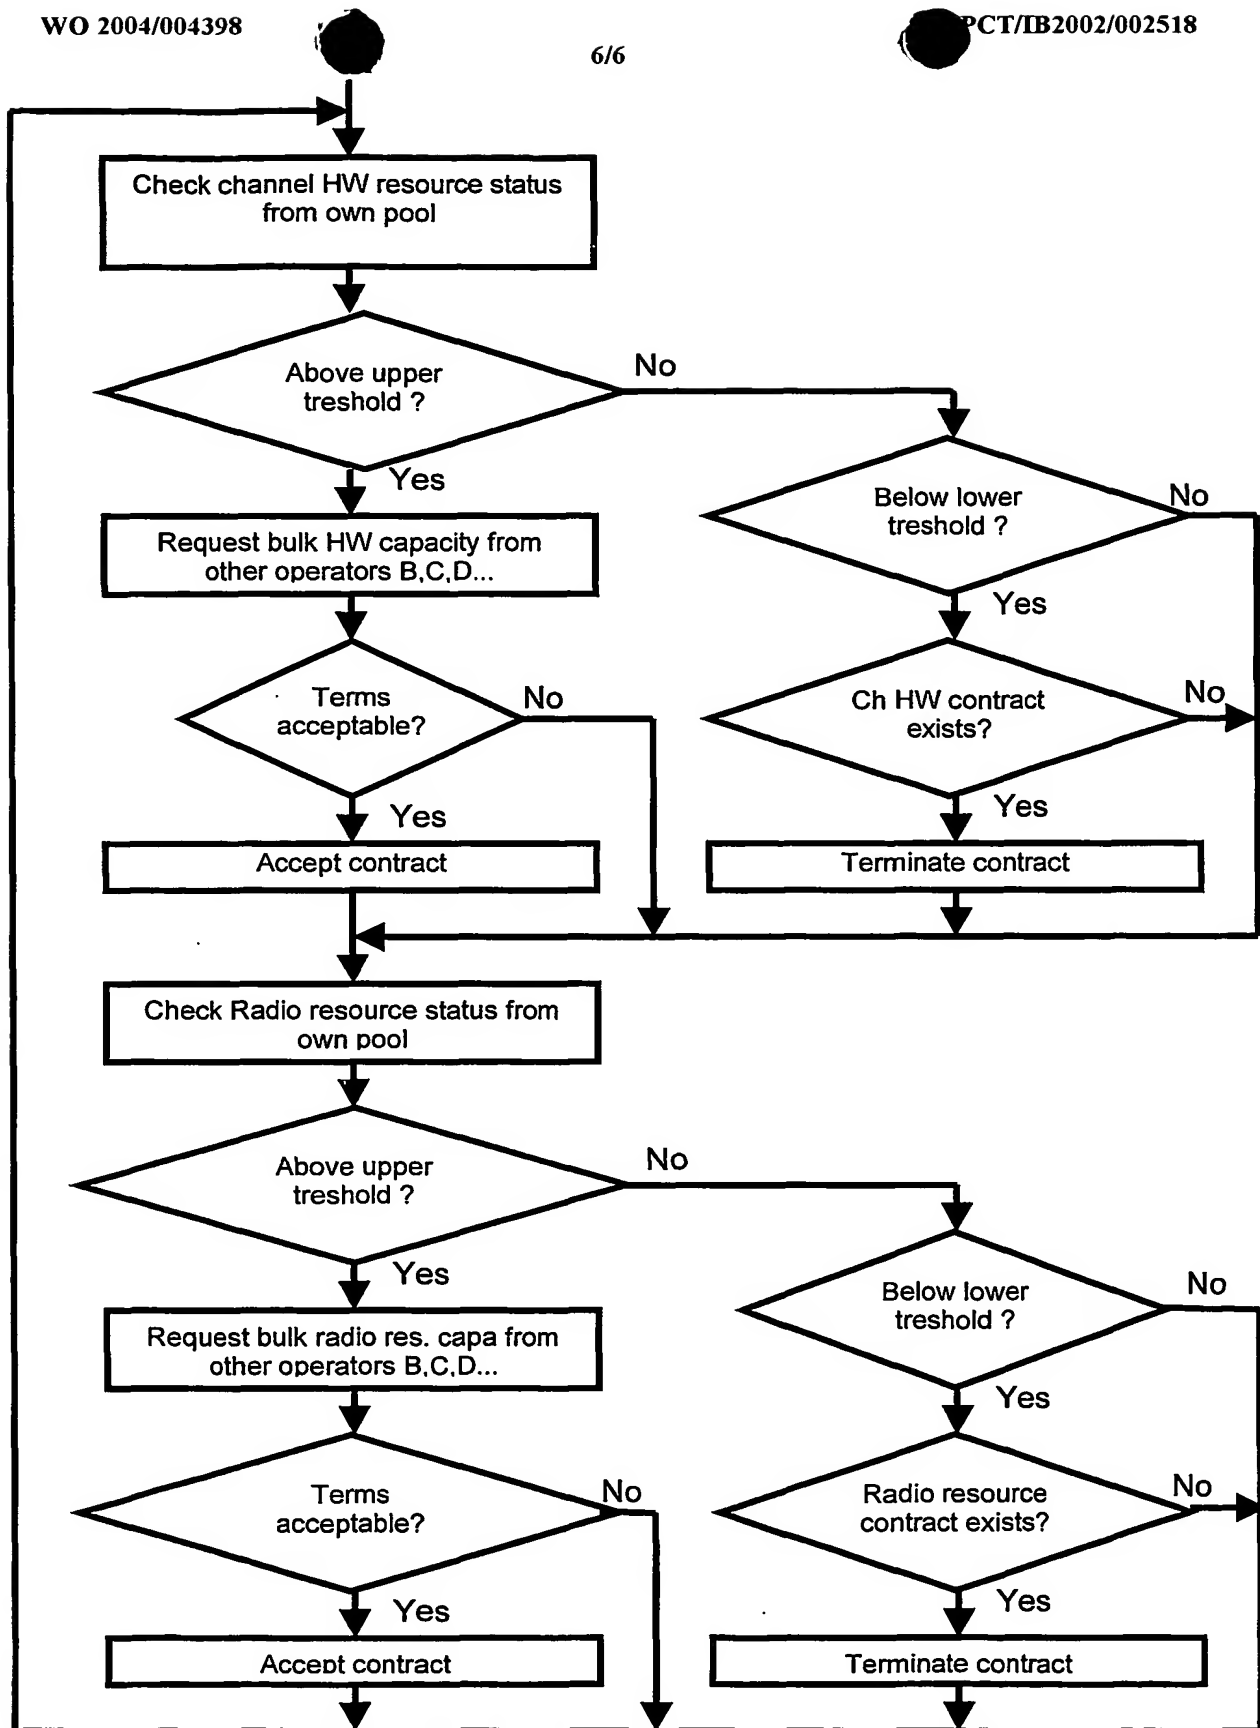 WO 2004/004398
PCT/IB2002/002518
6/6
Check channel HW resource status
from own pool
Above upper
treshold ?
No
Yes
Below lower
treshold ?
No
Request bulk HW capacity from
other operators B,C,D...
Yes
Terms
acceptable?
No
Ch HW contract
exists?
No
Yes
Yes
Accept contract
Terminate contract
Check Radio resource status from
own pool
Above upper
treshold ?
No
Yes
Below lower
treshold ?
No
Request bulk radio res. capa from
other operators B,C,D...
Yes
Terms
acceptable?
No
Radio resource
contract exists?
No
Yes
Yes
Accept contract
Terminate contract